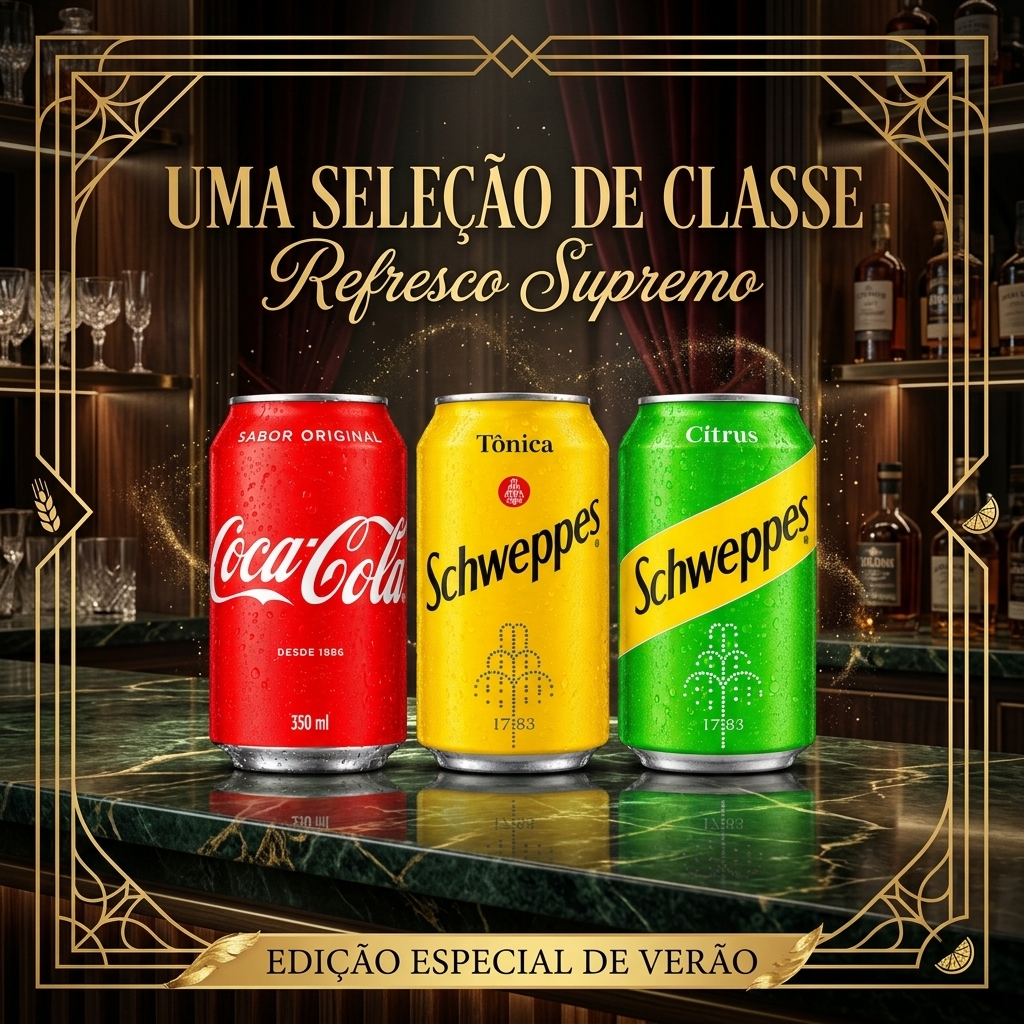 UMA SELEÇÃO DE CLASSE
Refresco Supremo
SABOR ORIGINAL
Coca-Cola
DESDE 1886
350 ml
Tônica
Schweppes
1783
Citrus
Schweppes
1783
EDIÇÃO ESPECIAL DE VERÃO